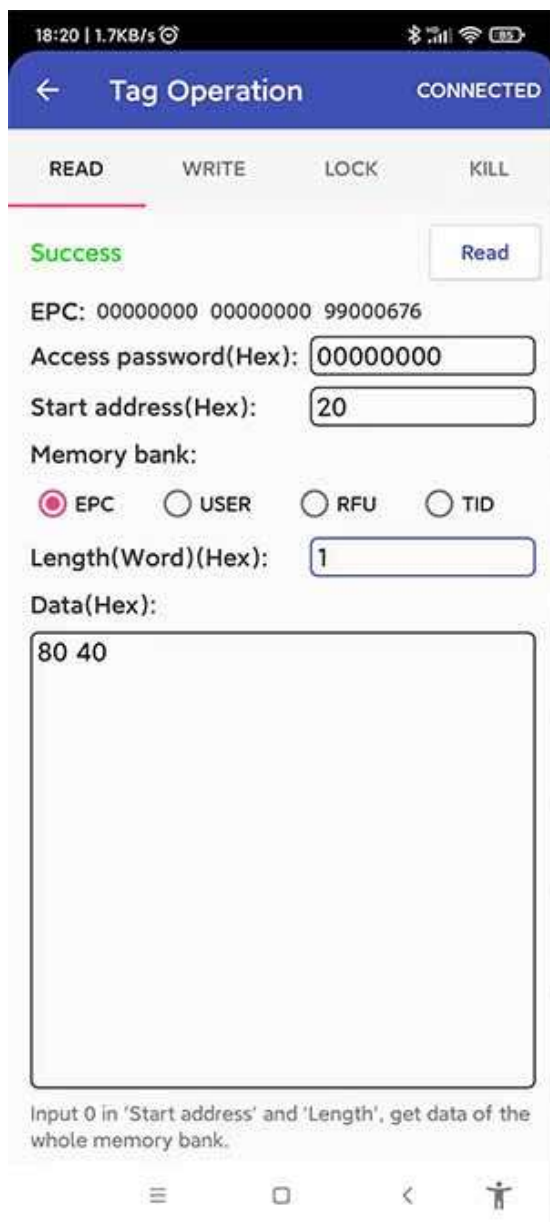 18:20 | 1.7KB/s
85
Tag Operation CONNECTED
READ WRITE LOCK KILL
Success Read
EPC: 00000000 00000000 99000676
Access password(Hex): 00000000
Start address(Hex): 20
Memory bank:
EPC USER RFU TID
Length(Word)(Hex): 1
Data(Hex):
80 40
Input 0 in 'Start address' and 'Length', get data of the
whole memory bank.